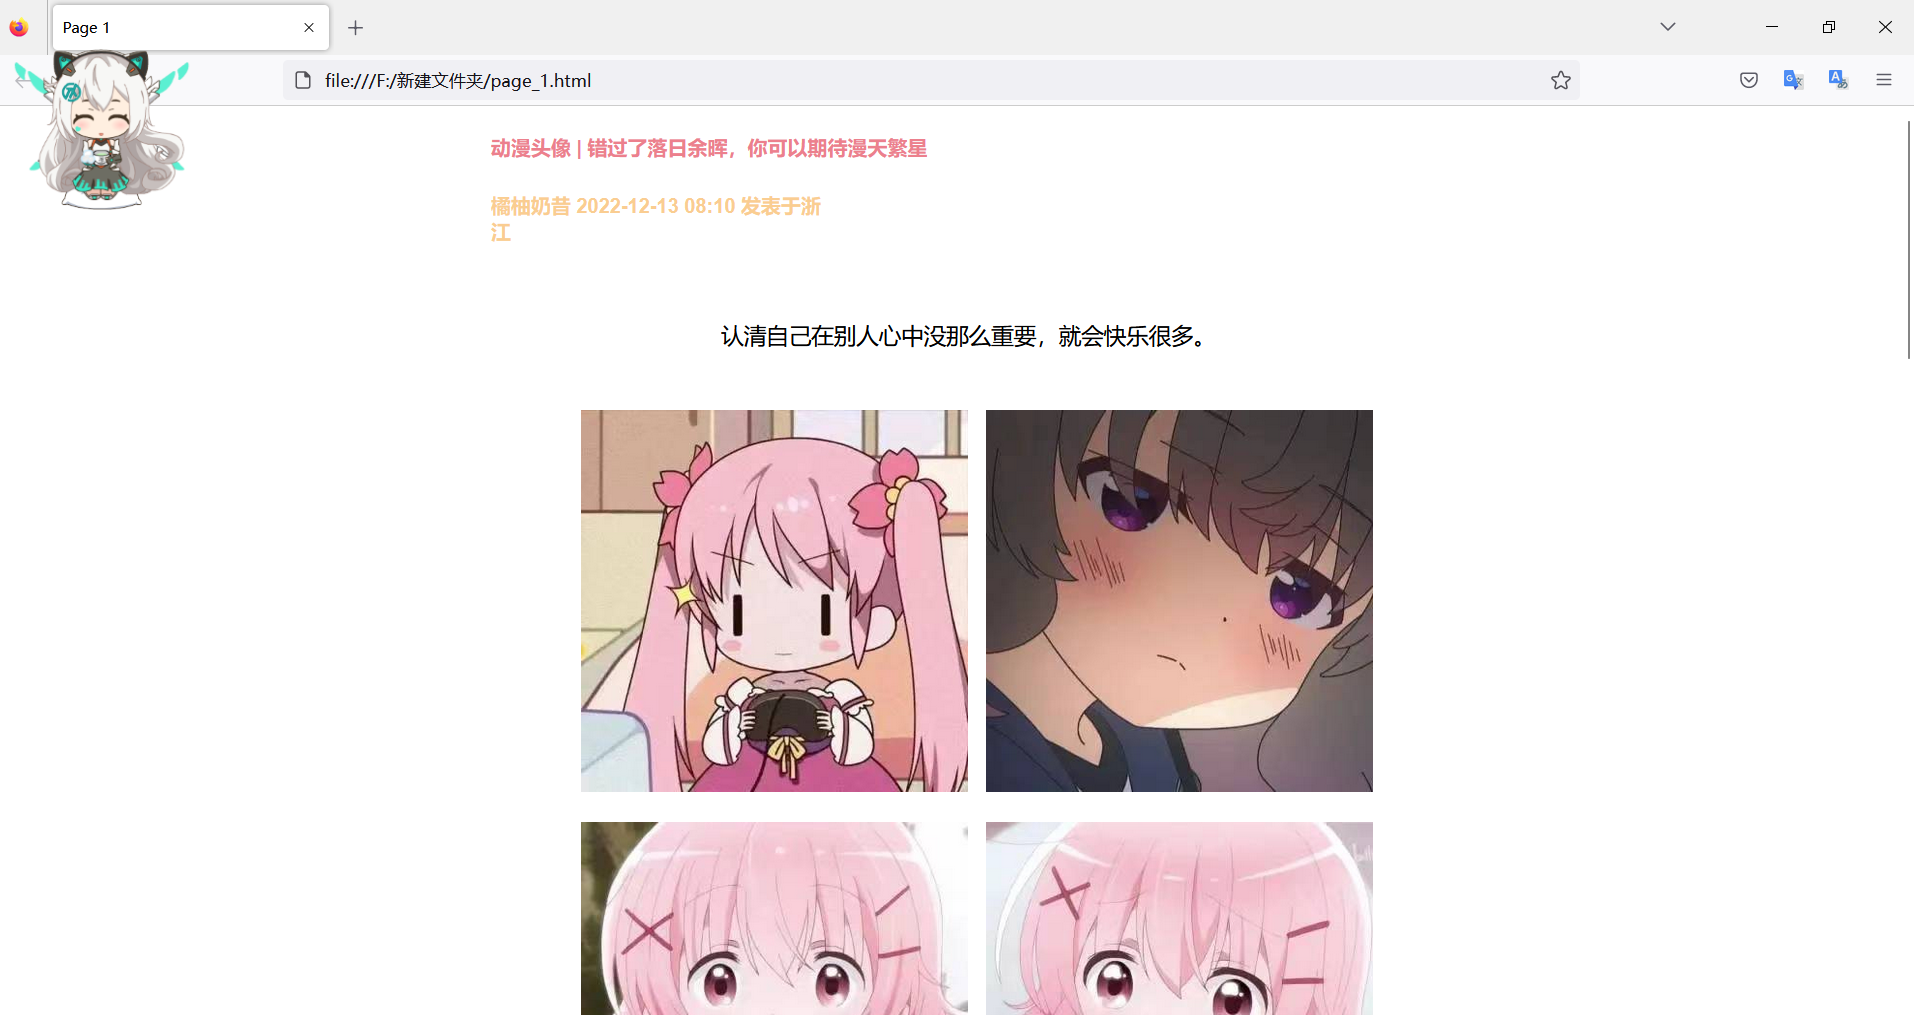 Page 1
file:///F:/新建文件夹/page_1.html
动漫头像 | 错过了落日余晖，你可以期待漫天繁星
橘柚奶昔 2022-12-13 08:10 发表于浙
江
认清自己在别人心中没那么重要，就会快乐很多。